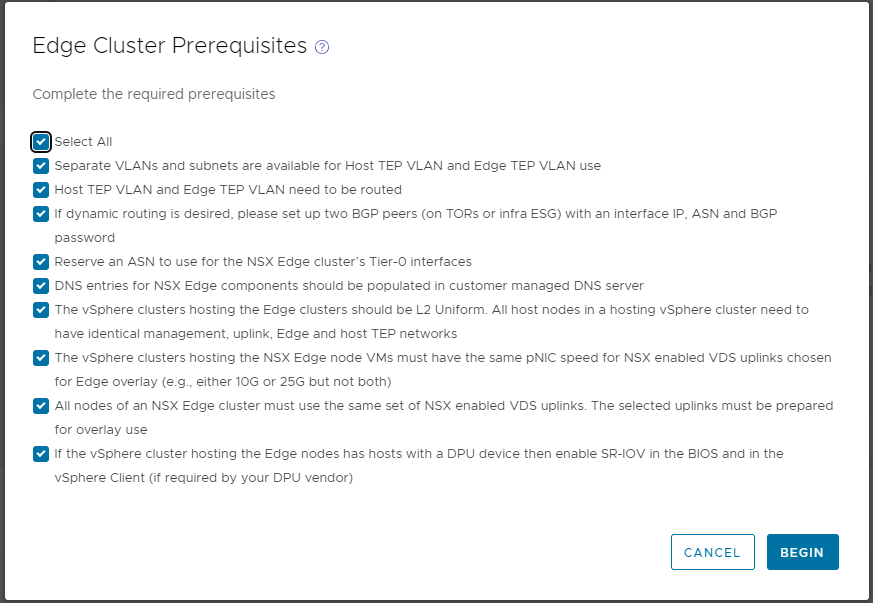 Edge Cluster Prerequisites ?
Complete the required prerequisites
Select All
Separate VLANs and subnets are available for Host TEP VLAN and Edge TEP VLAN use
Host TEP VLAN and Edge TEP VLAN need to be routed
If dynamic routing is desired, please set up two BGP peers (on TORs or infra ESG) with an interface IP, ASN and BGP
password
Reserve an ASN to use for the NSX Edge cluster's Tier-0 interfaces
DNS entries for NSX Edge components should be populated in customer managed DNS server
The vSphere clusters hosting the Edge clusters should be L2 Uniform. All host nodes in a hosting vSphere cluster need to
have identical management, uplink, Edge and host TEP networks
The vSphere clusters hosting the NSX Edge node VMs must have the same pNIC speed for NSX enabled VDS uplinks chosen
for Edge overlay (e.g., either 10G or 25G but not both)
All nodes of an NSX Edge cluster must use the same set of NSX enabled VDS uplinks. The selected uplinks must be prepared
for overlay use
If the vSphere cluster hosting the Edge nodes has hosts with a DPU device then enable SR-IOV in the BIOS and in the
vSphere Client (if required by your DPU vendor)
CANCEL BEGIN